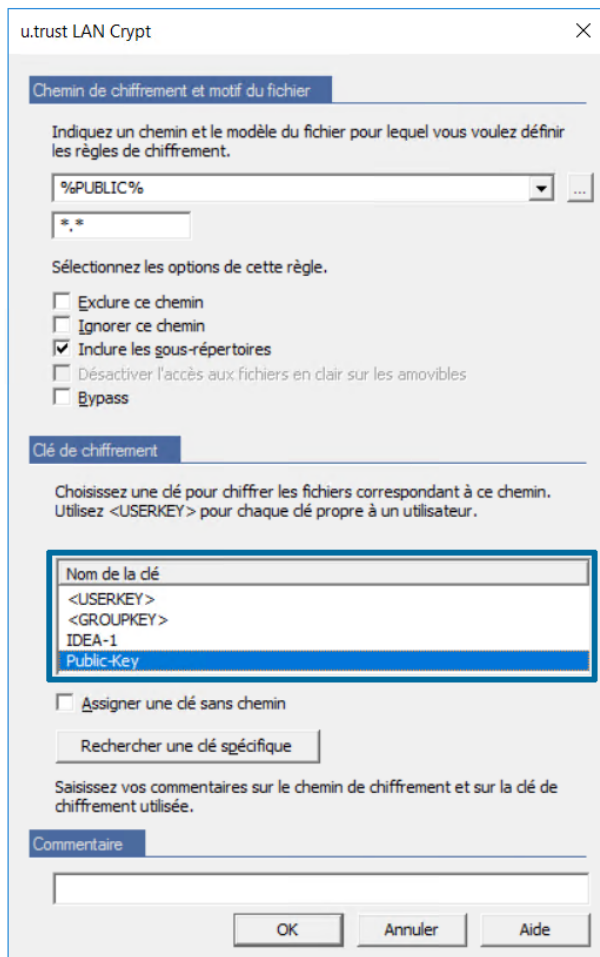 u.trust LAN Crypt
Chemin de chiffrement et motif du fichier
Indiquez un chemin et le modèle du fichier pour lequel vous voulez définir
les règles de chiffrement.
%PUBLIC%
...
*.*
Sélectionnez les options de cette règle.
Exclure ce chemin
Ignorer ce chemin
Inclure les sous-répertoires
Désactiver l'accès aux fichiers en clair sur les amovibles
Bypass
Clé de chiffrement
Choisissez une clé pour chiffrer les fichiers correspondant à ce chemin.
Utilisez <USERKEY> pour chaque clé propre à un utilisateur.
Nom de la clé
<USERKEY>
<GROUPKEY>
IDEA-1
Public-Key
Assigner une clé sans chemin
Rechercher une clé spécifique
Saisissez vos commentaires sur le chemin de chiffrement et sur la clé de
chiffrement utilisée.
Commentaire
OK Annuler Aide